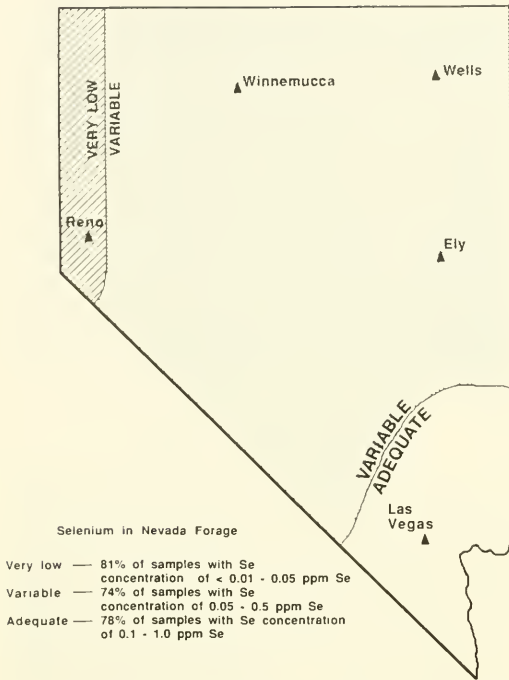 VERY LOW
VARIABLE
Winnemucca
Wells
Reno
Ely
VARIABLE
ADEQUATE
Las
Vegas
Selenium in Nevada Forage
Very low — 81% of samples with Se
concentration of < 0.01 - 0.05 ppm Se
Variable — 74% of samples with Se
concentration of 0.05 - 0.5 ppm Se
Adequate — 78% of samples with Se concentration
of 0.1 - 1.0 ppm Se